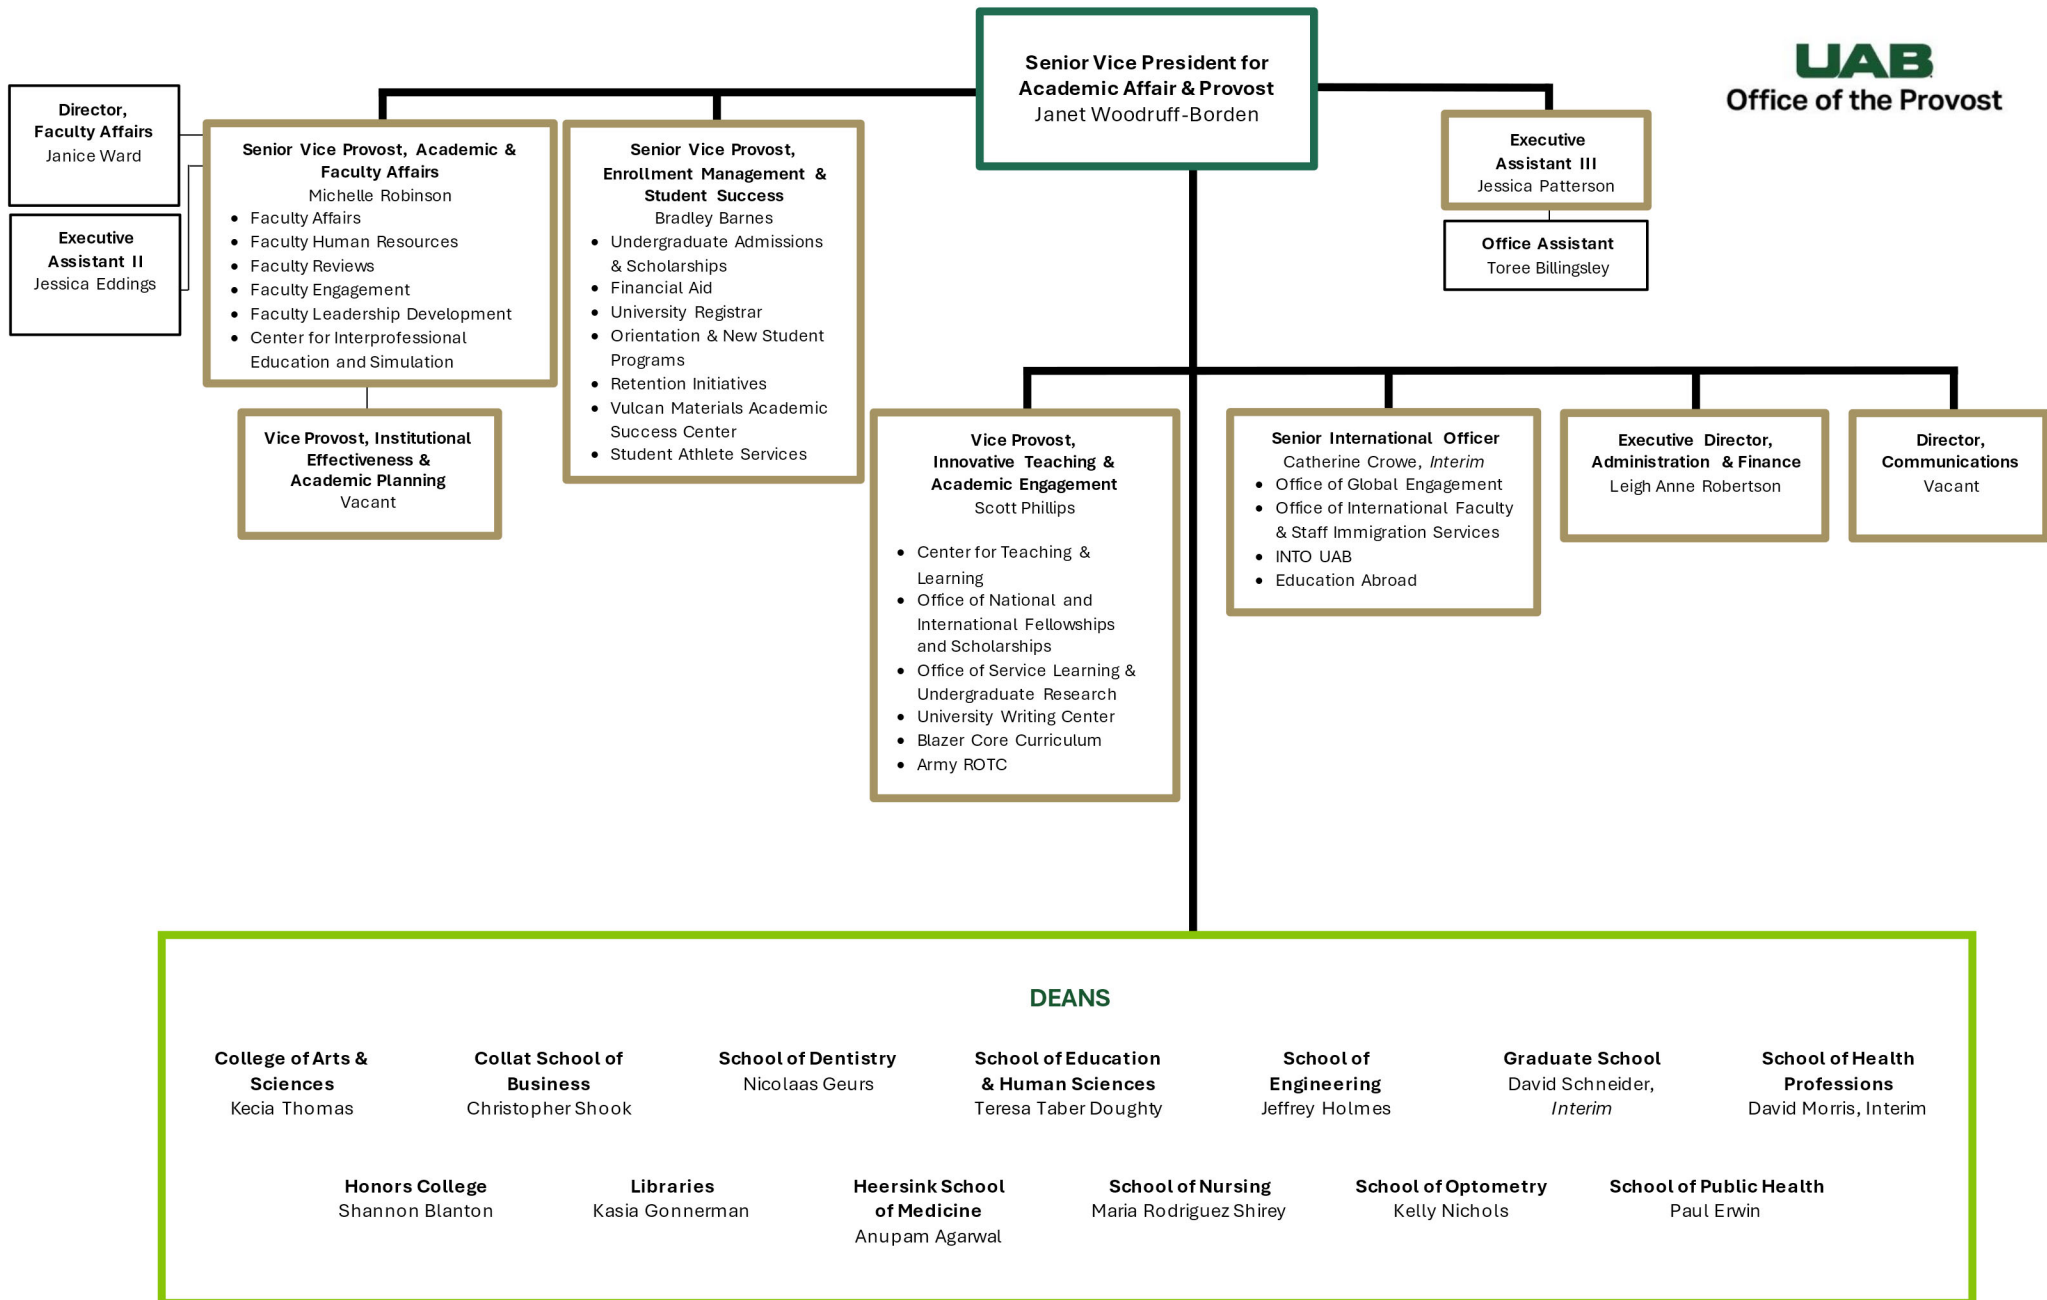 Senior Vice President for
Academic Affair & Provost
Janet Woodruff-Borden
UAB
Office of the Provost
Director,
Faculty Affairs
Janice Ward
Executive
Assistant II
Jessica Eddings
Senior Vice Provost, Academic &
Faculty Affairs
Michelle Robinson
• Faculty Affairs
• Faculty Human Resources
• Faculty Reviews
• Faculty Engagement
• Faculty Leadership Development
• Center for Interprofessional
Education and Simulation
Senior Vice Provost,
Enrollment Management &
Student Success
Bradley Barnes
• Undergraduate Admissions
& Scholarships
• Financial Aid
• University Registrar
• Orientation & New Student
Programs
• Retention Initiatives
• Vulcan Materials Academic
Success Center
• Student Athlete Services
Executive
Assistant III
Jessica Patterson
Office Assistant
Toree Billingsley
Vice Provost, Institutional
Effectiveness &
Academic Planning
Vacant
Vice Provost,
Innovative Teaching &
Academic Engagement
Scott Phillips
• Center for Teaching &
Learning
• Office of National and
International Fellowships
and Scholarships
• Office of Service Learning &
Undergraduate Research
• University Writing Center
• Blazer Core Curriculum
• Army ROTC
Senior International Officer
Catherine Crowe, Interim
• Office of Global Engagement
• Office of International Faculty
& Staff Immigration Services
• INTO UAB
• Education Abroad
Executive Director,
Administration & Finance
Leigh Anne Robertson
Director,
Communications
Vacant
DEANS
College of Arts &
Sciences
Kecia Thomas
Collat School of
Business
Christopher Shook
School of Dentistry
Nicolaas Geurs
School of Education
& Human Sciences
Teresa Taber Doughty
School of
Engineering
Jeffrey Holmes
Graduate School
David Schneider,
Interim
School of Health
Professions
David Morris, Interim
Honors College
Shannon Blanton
Libraries
Kasia Gonnerman
Heersink School
of Medicine
Anupam Agarwal
School of Nursing
Maria Rodriguez Shirey
School of Optometry
Kelly Nichols
School of Public Health
Paul Erwin